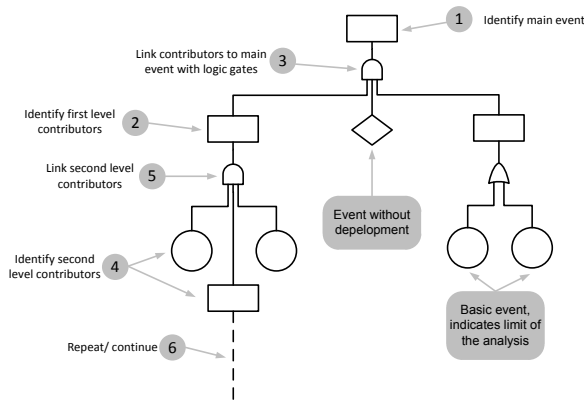 1
Identify main event
Link contributors to main
event with logic gates
3
Identify first level
contributors
2
Link second level
contributors
5
Event without
depelopment
Identify second
level contributors
4
Basic event,
indicates limit of
the analysis
Repeat/ continue
6